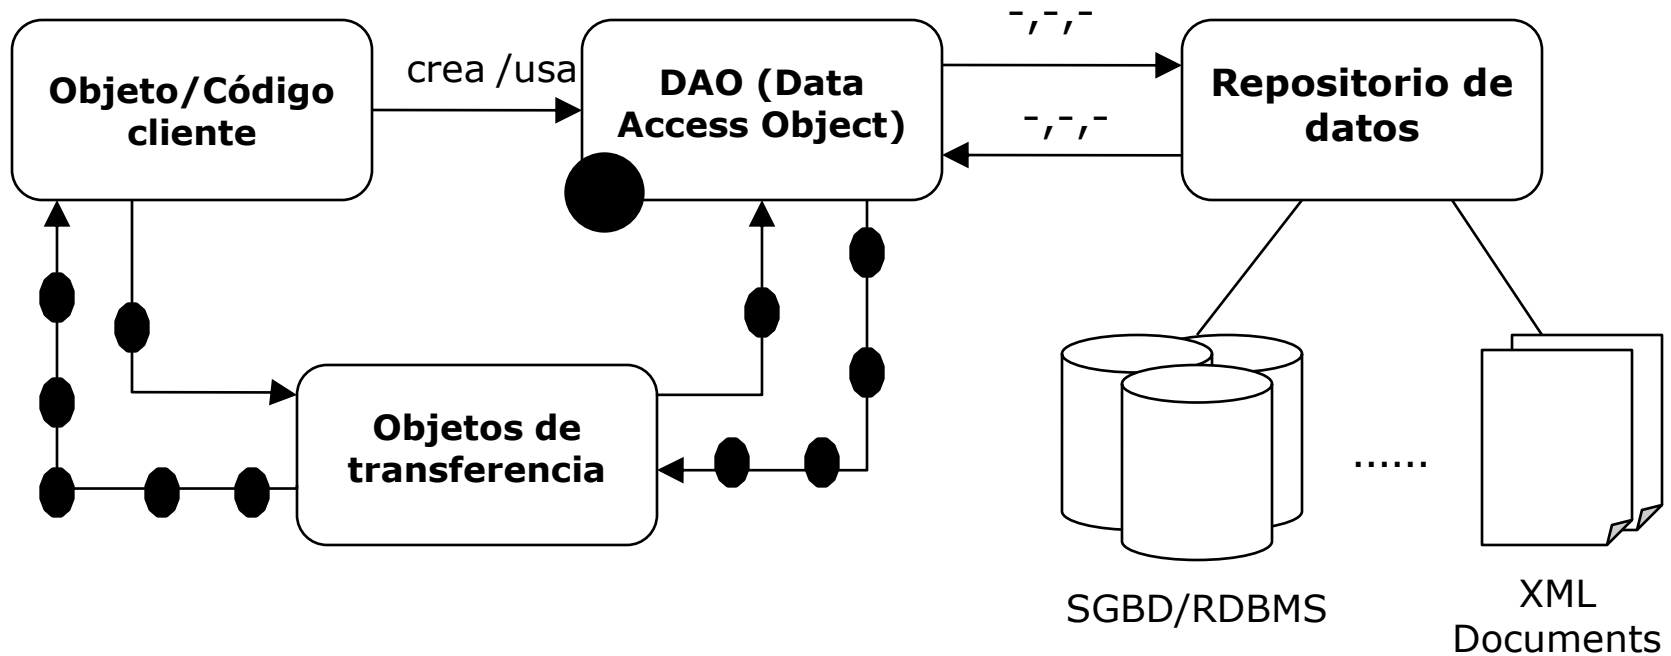 -,-,-
Objeto/Código
cliente
crea /usa
DAO (Data
Access Object)
-,-,-
Repositorio de
datos
Objetos de
transferencia
......
SGBD/RDBMS
XML
Documents